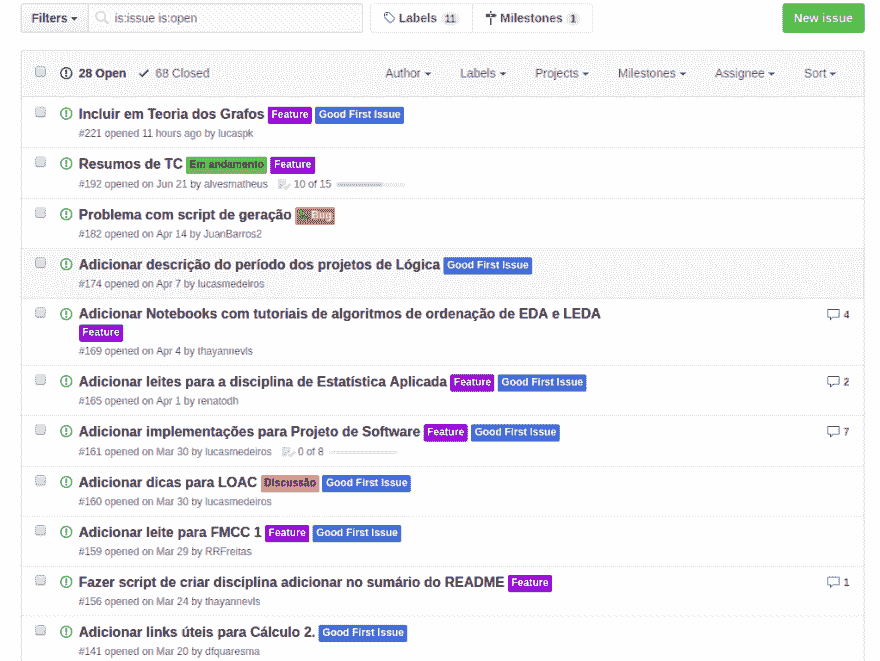 Filters is:issue is:open Labels 11 Milestones 1 New issue
28 Open 68 Closed Author Labels Projects Milestones Assignee Sort
Incluir em Teoria dos Grafos Feature Good First Issue
#221 opened 11 hours ago by lucaspk
Resumos de TC Em andamento Feature
#192 opened on Jun 21 by alvesmatheus 10 of 15
Problema com script de geração Bug
#182 opened on Apr 14 by JuanBarros2
Adicionar descrição do período dos projetos de Lógica Good First Issue
#174 opened on Apr 7 by lucasmedeiros
Adicionar Notebooks com tutoriais de algoritmos de ordenação de EDA e LEDA 4
Feature
#169 opened on Apr 4 by thayannevls
Adicionar leites para a disciplina de Estatística Aplicada Feature Good First Issue 2
#165 opened on Apr 1 by renatodh
Adicionar implementações para Projeto de Software Feature Good First Issue 7
#161 opened on Mar 30 by lucasmedeiros 0 of 8
Adicionar dicas para LOAC Discussão Good First Issue
#160 opened on Mar 30 by lucasmedeiros
Adicionar leite para FMCC 1 Feature Good First Issue
#159 opened on Mar 29 by RRFreitas
Fazer script de criar disciplina adicionar no sumário do README Feature 1
#156 opened on Mar 24 by thayannevls
Adicionar links úteis para Cálculo 2. Good First Issue
#141 opened on Mar 20 by dfquaresma